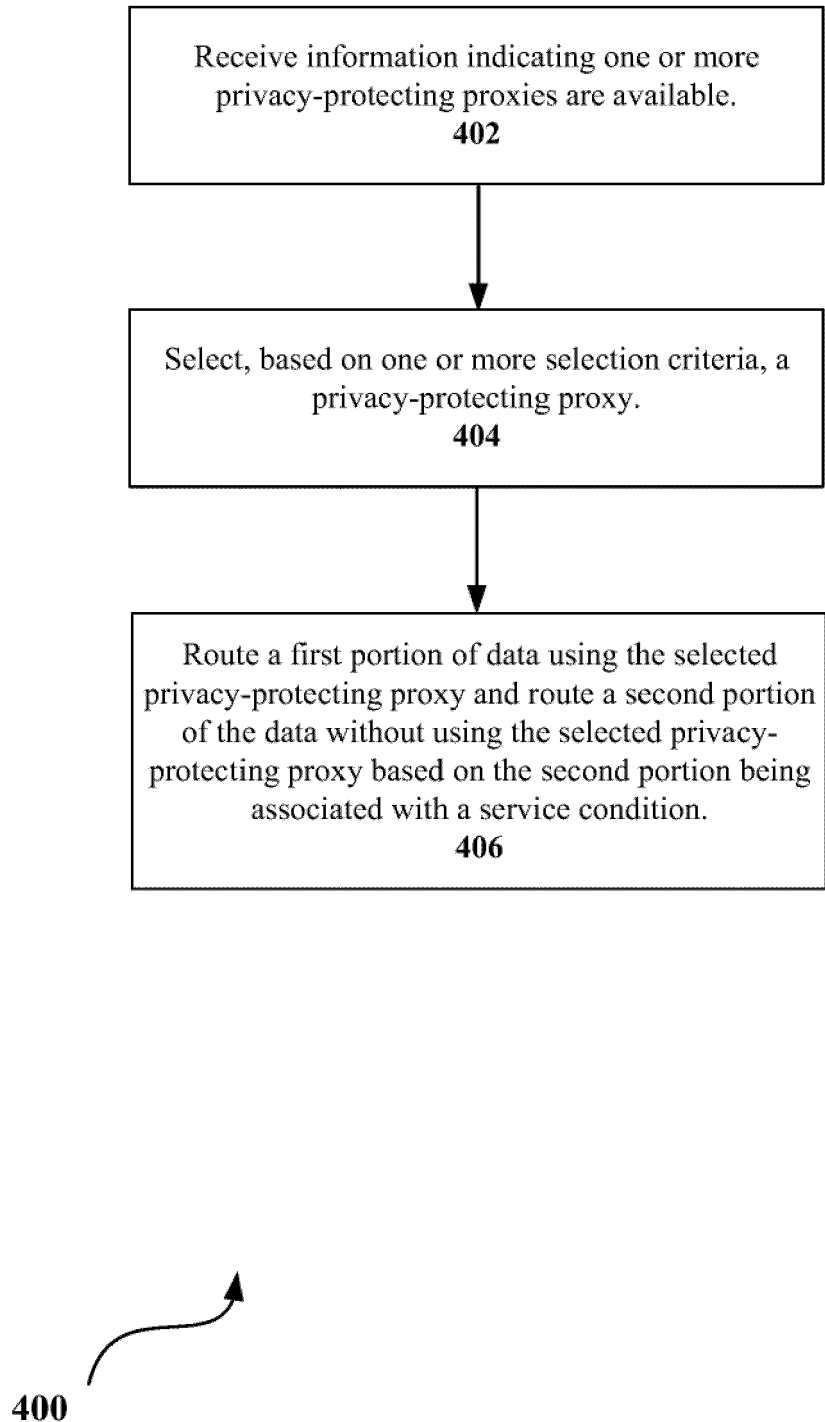 Receive information indicating one or more
privacy-protecting proxies are available.
402
Select, based on one or more selection criteria, a
privacy-protecting proxy.
404
Route a first portion of data using the selected
privacy-protecting proxy and route a second portion
of the data without using the selected privacy-
protecting proxy based on the second portion being
associated with a service condition.
406
400